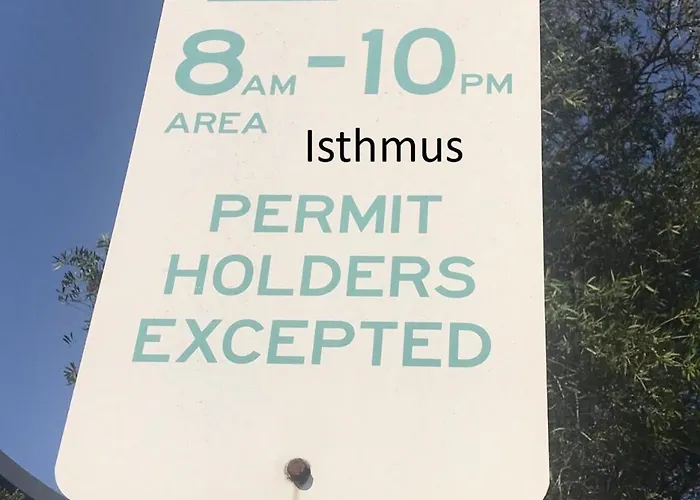 8AM-10PM
AREA Isthmus
PERMIT
HOLDERS
EXCEPTED